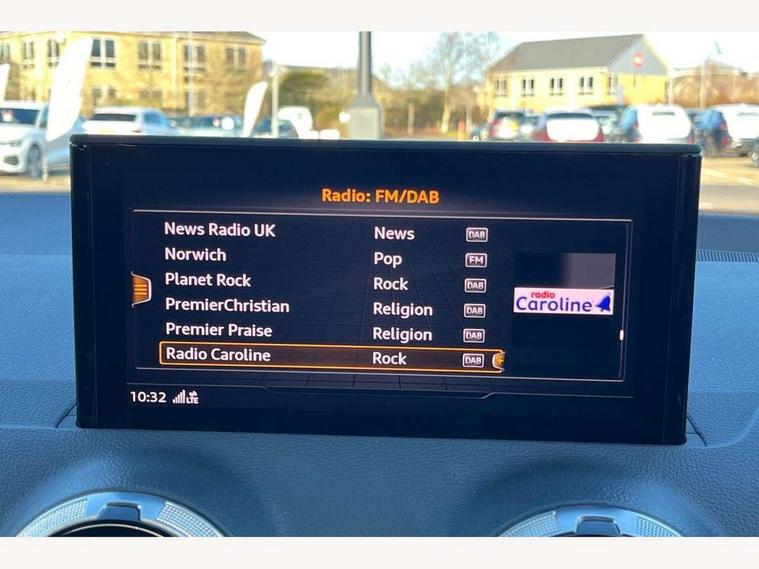 Radio: FM/DAB
News Radio UK News DAB
Norwich Pop FM
Planet Rock Rock DAB
PremierChristian Religion DAB
Premier Praise Religion DAB
Radio Caroline Rock DAB
radio
Caroline
10:32 LTE